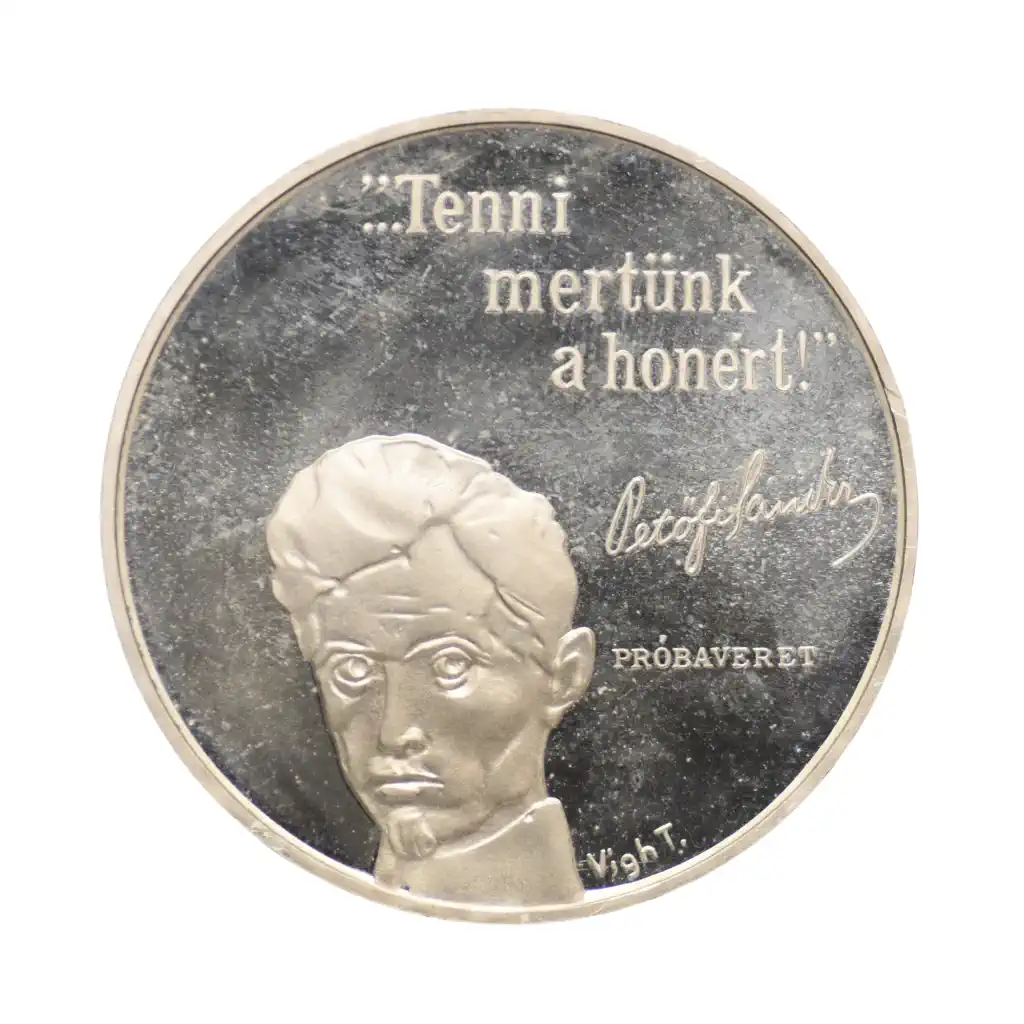 ”...Tenni
mertünk
a honért!”
Petőfi Sándor
PRÓBAVERET
Vigh T.